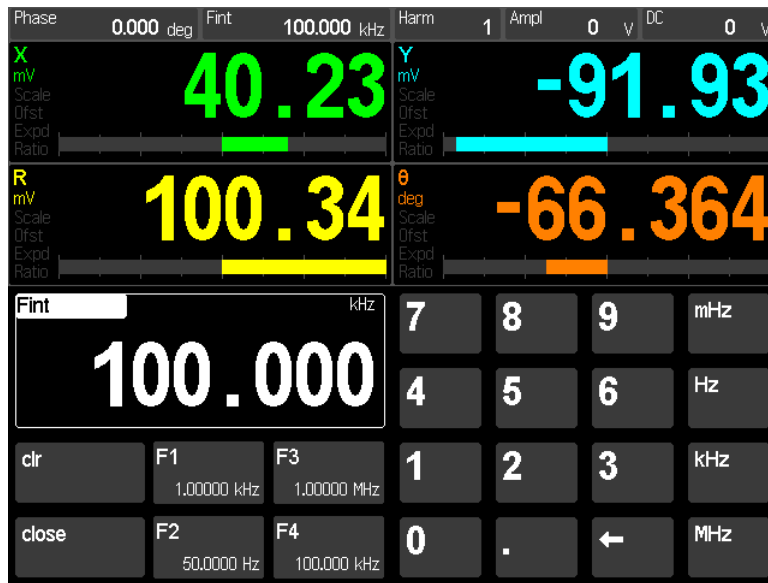 Phase 0.000 deg Fint 100.000 kHz Harm 1 Ampl 0 V DC 0 V
X
mV 40.23
Scale
Ofst
Expd
Ratio
Y
mV -91.93
Scale
Ofst
Expd
Ratio
R
mV 100.34
Scale
Ofst
Expd
Ratio
θ
deg -66.364
Scale
Ofst
Expd
Ratio
Fint kHz
100.000
7 8 9 mHz
4 5 6 Hz
clr F1 1.00000 kHz F3 1.00000 MHz 1 2 3 kHz
close F2 50.0000 Hz F4 100.000 kHz 0 . ← MHz